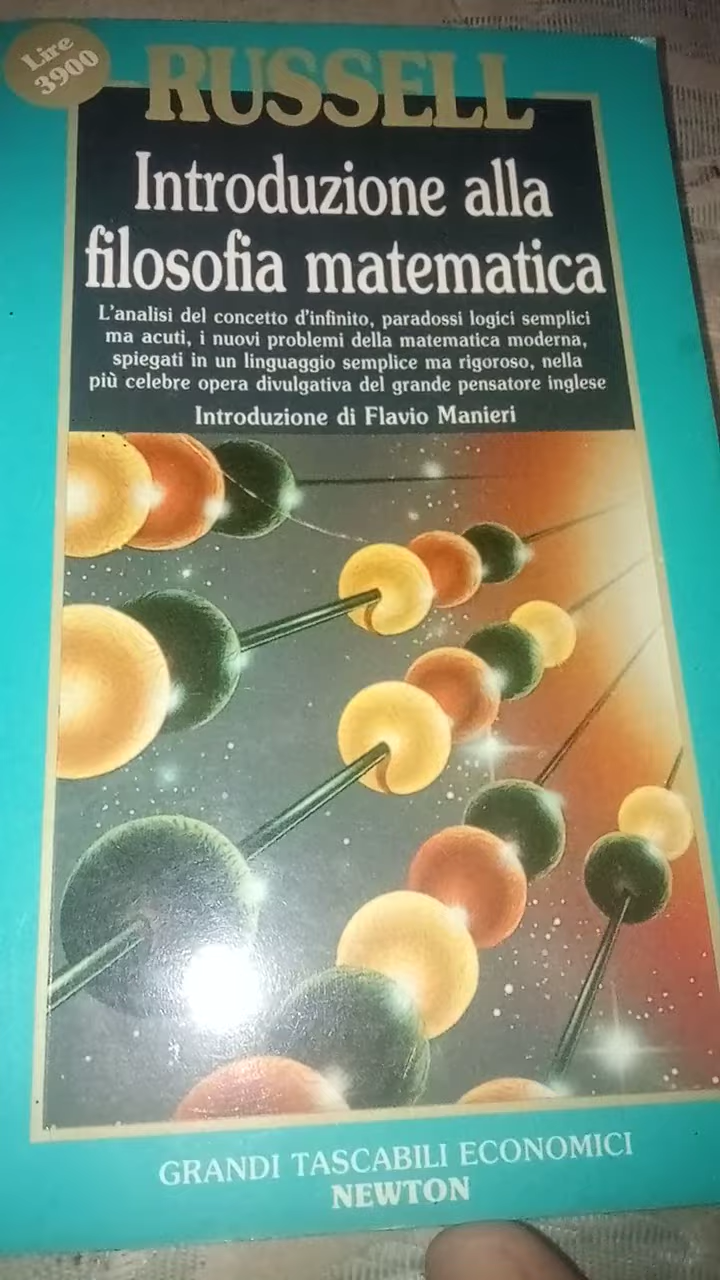 Lire
3900
RUSSELL
Introduzione alla
filosofia matematica
L'analisi del concetto d'infinito, paradossi logici semplici
ma acuti, i nuovi problemi della matematica moderna,
spiegati in un linguaggio semplice ma rigoroso, nella
più celebre opera divulgativa del grande pensatore inglese
Introduzione di Flavio Manieri
GRANDI TASCABILI ECONOMICI
NEWTON